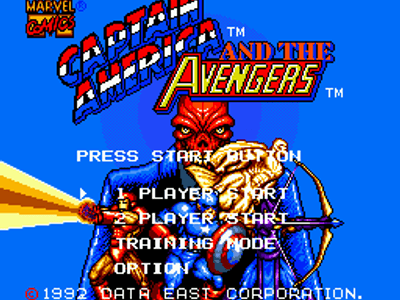 MARVEL COMICS ®
CAPTAIN AMERICA ™
AND THE
AVENGERS ™
PRESS START BUTTON
1 PLAYER START
2 PLAYER START
TRAINING MODE
OPTION
©1992 DATA EAST CORPORATION.